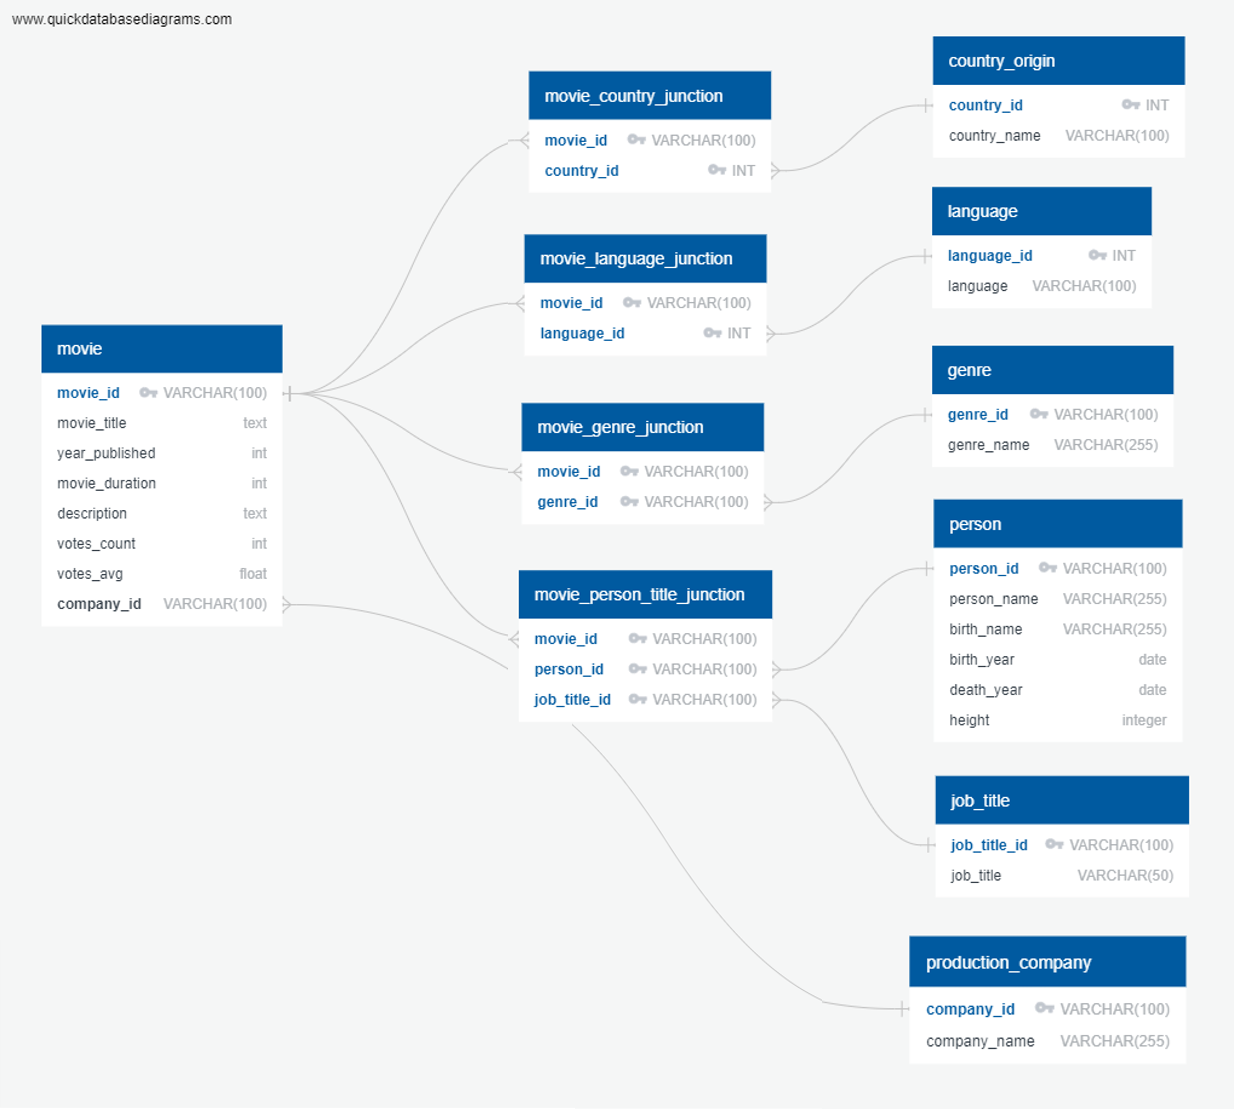 www.quickdatabasediagrams.com
movie
movie_id VARCHAR(100)
movie_title text
year_published int
movie_duration int
description text
votes_count int
votes_avg float
company_id VARCHAR(100)
movie_country_junction
movie_id VARCHAR(100)
country_id INT
movie_language_junction
movie_id VARCHAR(100)
language_id INT
movie_genre_junction
movie_id VARCHAR(100)
genre_id VARCHAR(100)
movie_person_title_junction
movie_id VARCHAR(100)
person_id VARCHAR(100)
job_title_id VARCHAR(100)
country_origin
country_id INT
country_name VARCHAR(100)
language
language_id INT
language VARCHAR(100)
genre
genre_id VARCHAR(100)
genre_name VARCHAR(255)
person
person_id VARCHAR(100)
person_name VARCHAR(255)
birth_name VARCHAR(255)
birth_year date
death_year date
height integer
job_title
job_title_id VARCHAR(100)
job_title VARCHAR(50)
production_company
company_id VARCHAR(100)
company_name VARCHAR(255)